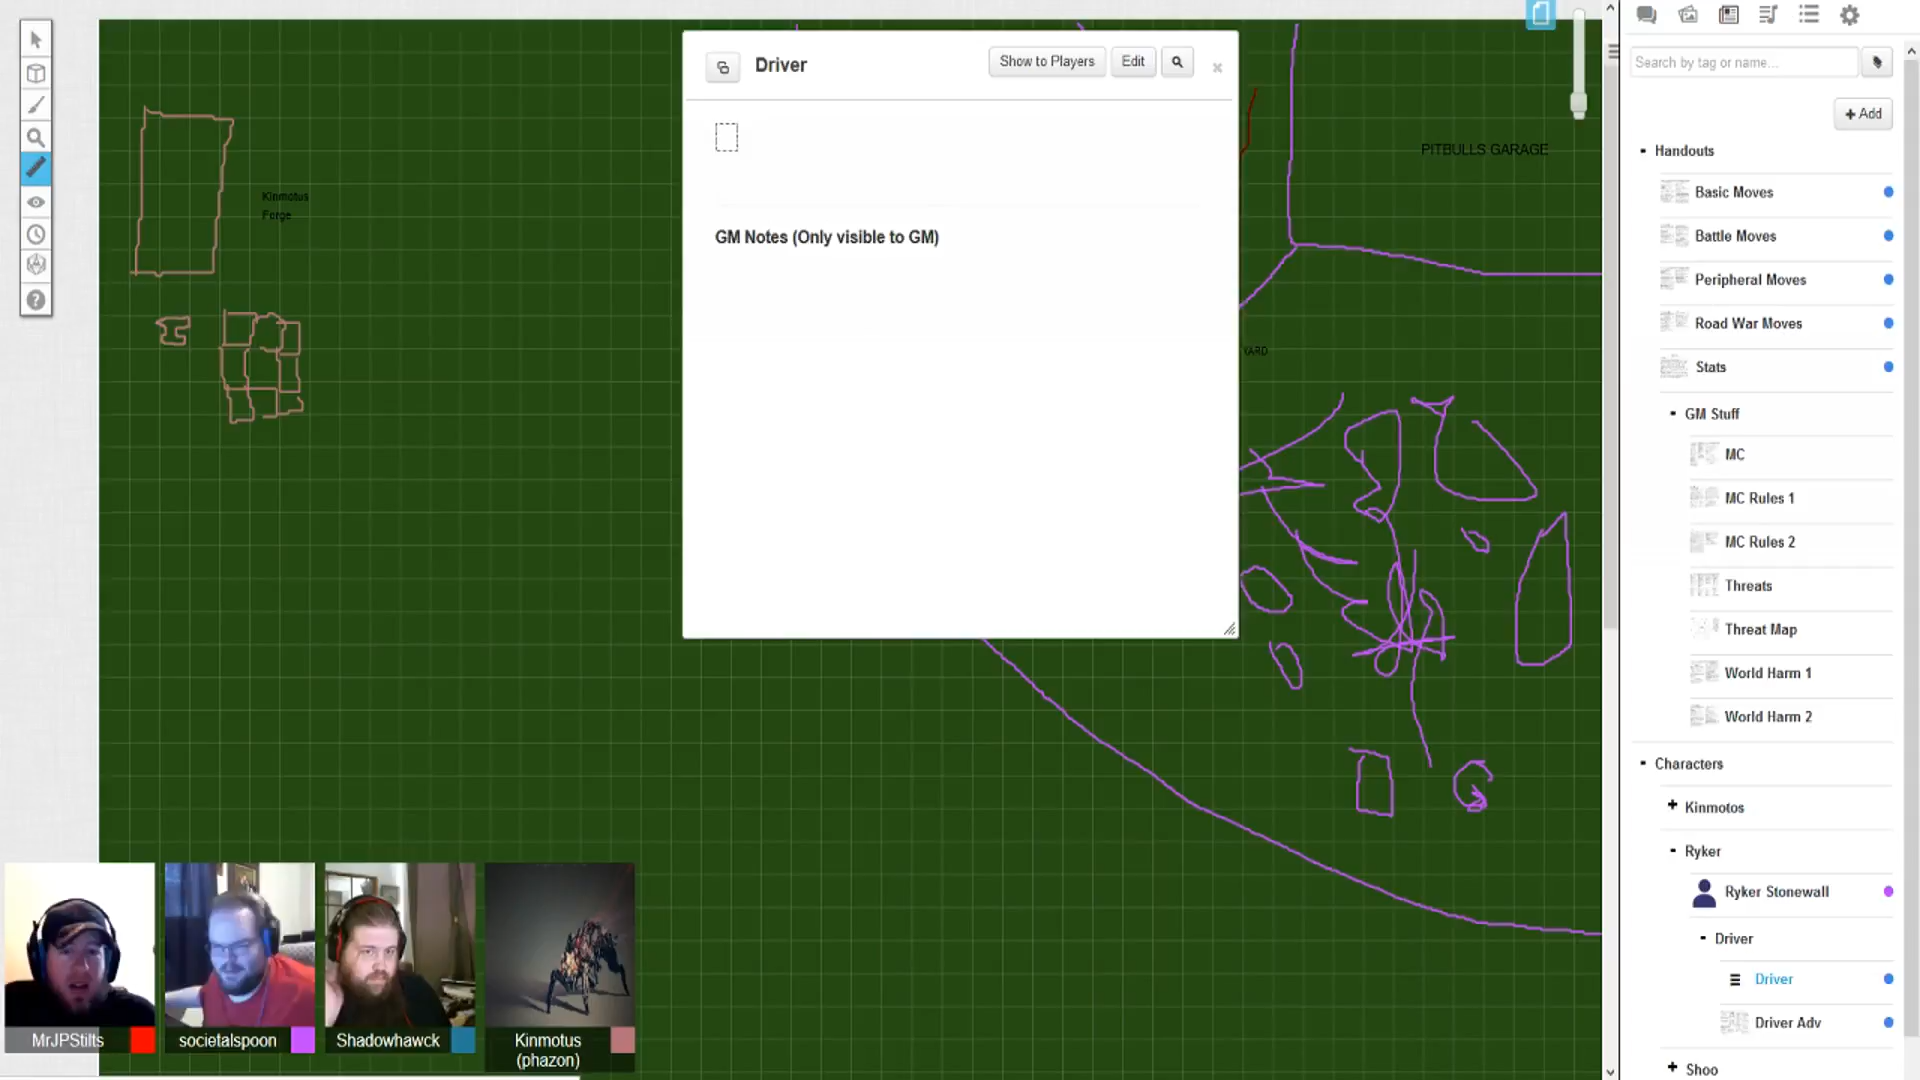 Driver
Show to Players
Edit
GM Notes (Only visible to GM)
Kinmotus
Forge
PITBULLS GARAGE
YARD
Search by tag or name...
+ Add
Handouts
Basic Moves
Battle Moves
Peripheral Moves
Road War Moves
Stats
GM Stuff
MC
MC Rules 1
MC Rules 2
Threats
Threat Map
World Harm 1
World Harm 2
Characters
Kinmotos
Ryker
Ryker Stonewall
Driver
Driver
Driver Adv
Shoo
MrJPStilts
societalspoon
Shadowhawck
Kinmotus
(phazon)